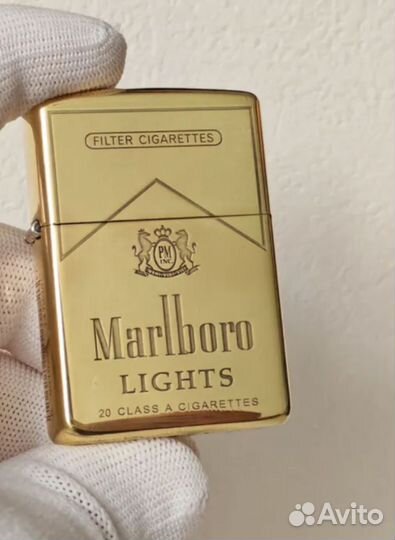 FILTER CIGARETTES
PM
INC.
Marlboro
LIGHTS
20 CLASS A CIGARETTES
Avito